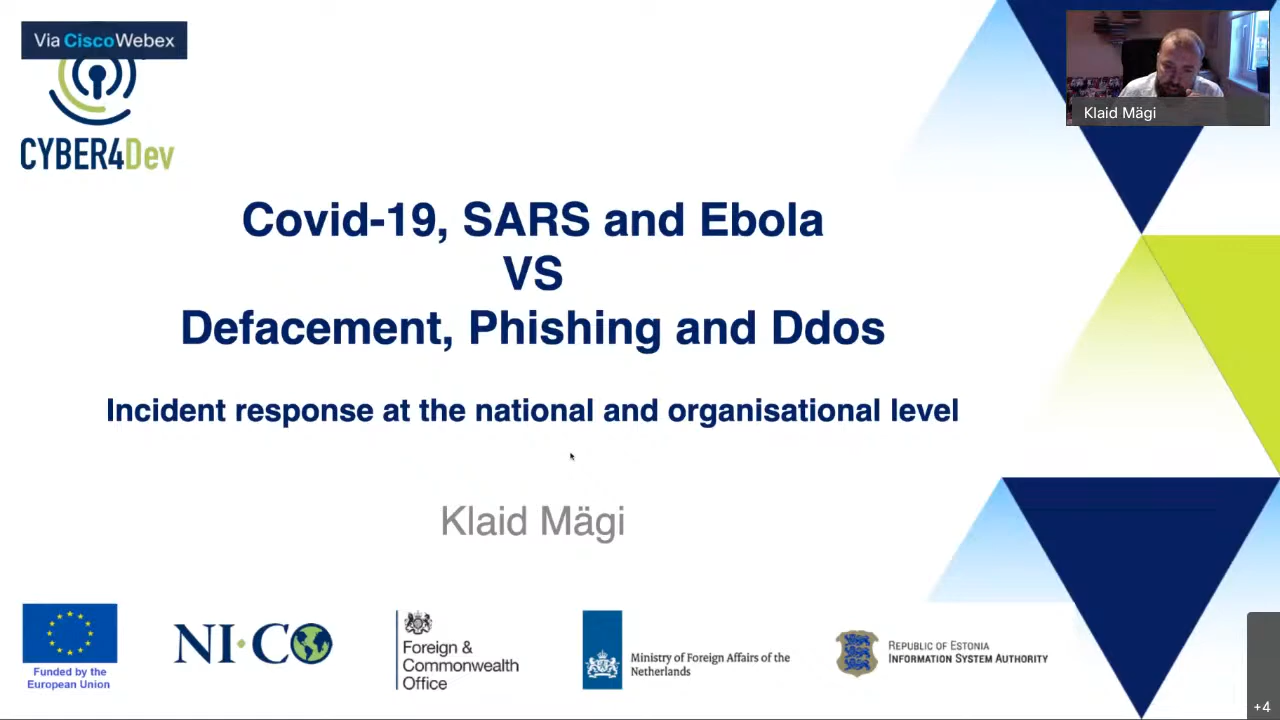 Via CiscoWebex
CYBER4Dev
Klaid Mägi
Covid-19, SARS and Ebola
VS
Defacement, Phishing and Ddos
Incident response at the national and organisational level
Klaid Mägi
Funded by the
European Union
NI·CO
Foreign &
Commonwealth
Office
Ministry of Foreign Affairs of the
Netherlands
REPUBLIC OF ESTONIA
INFORMATION SYSTEM AUTHORITY
+4